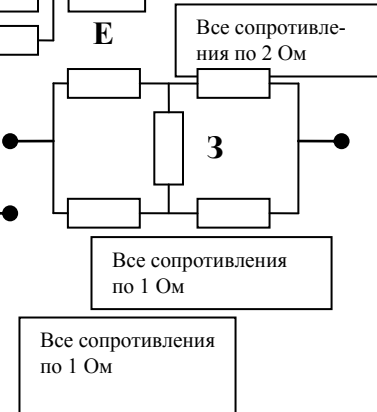 Е
Все сопротивле-
ния по 2 Ом
З
Все сопротивления
по 1 Ом
Все сопротивления
по 1 Ом